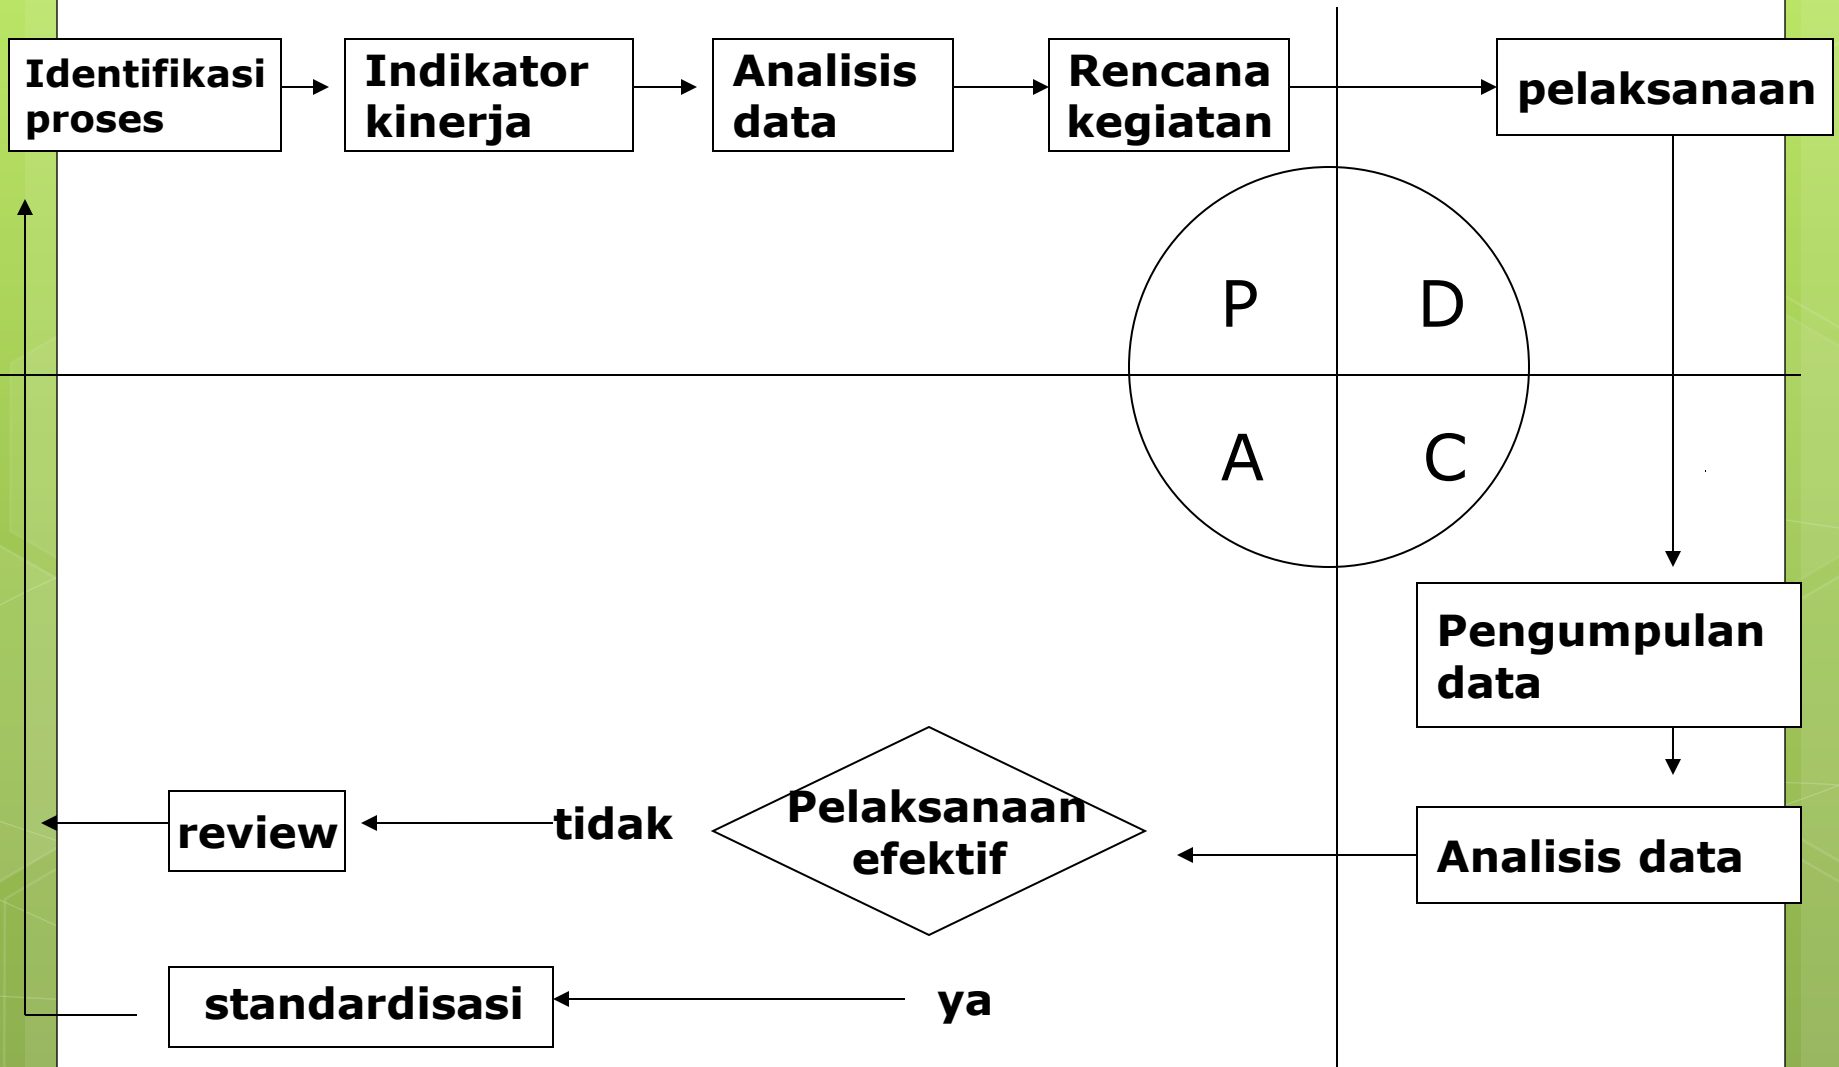 Identifikasi
proses
Indikator
kinerja
Analisis
data
Rencana
kegiatan
pelaksanaan
P
D
A
C
Pengumpulan
data
Analisis data
Pelaksanaan
efektif
tidak
review
ya
standardisasi